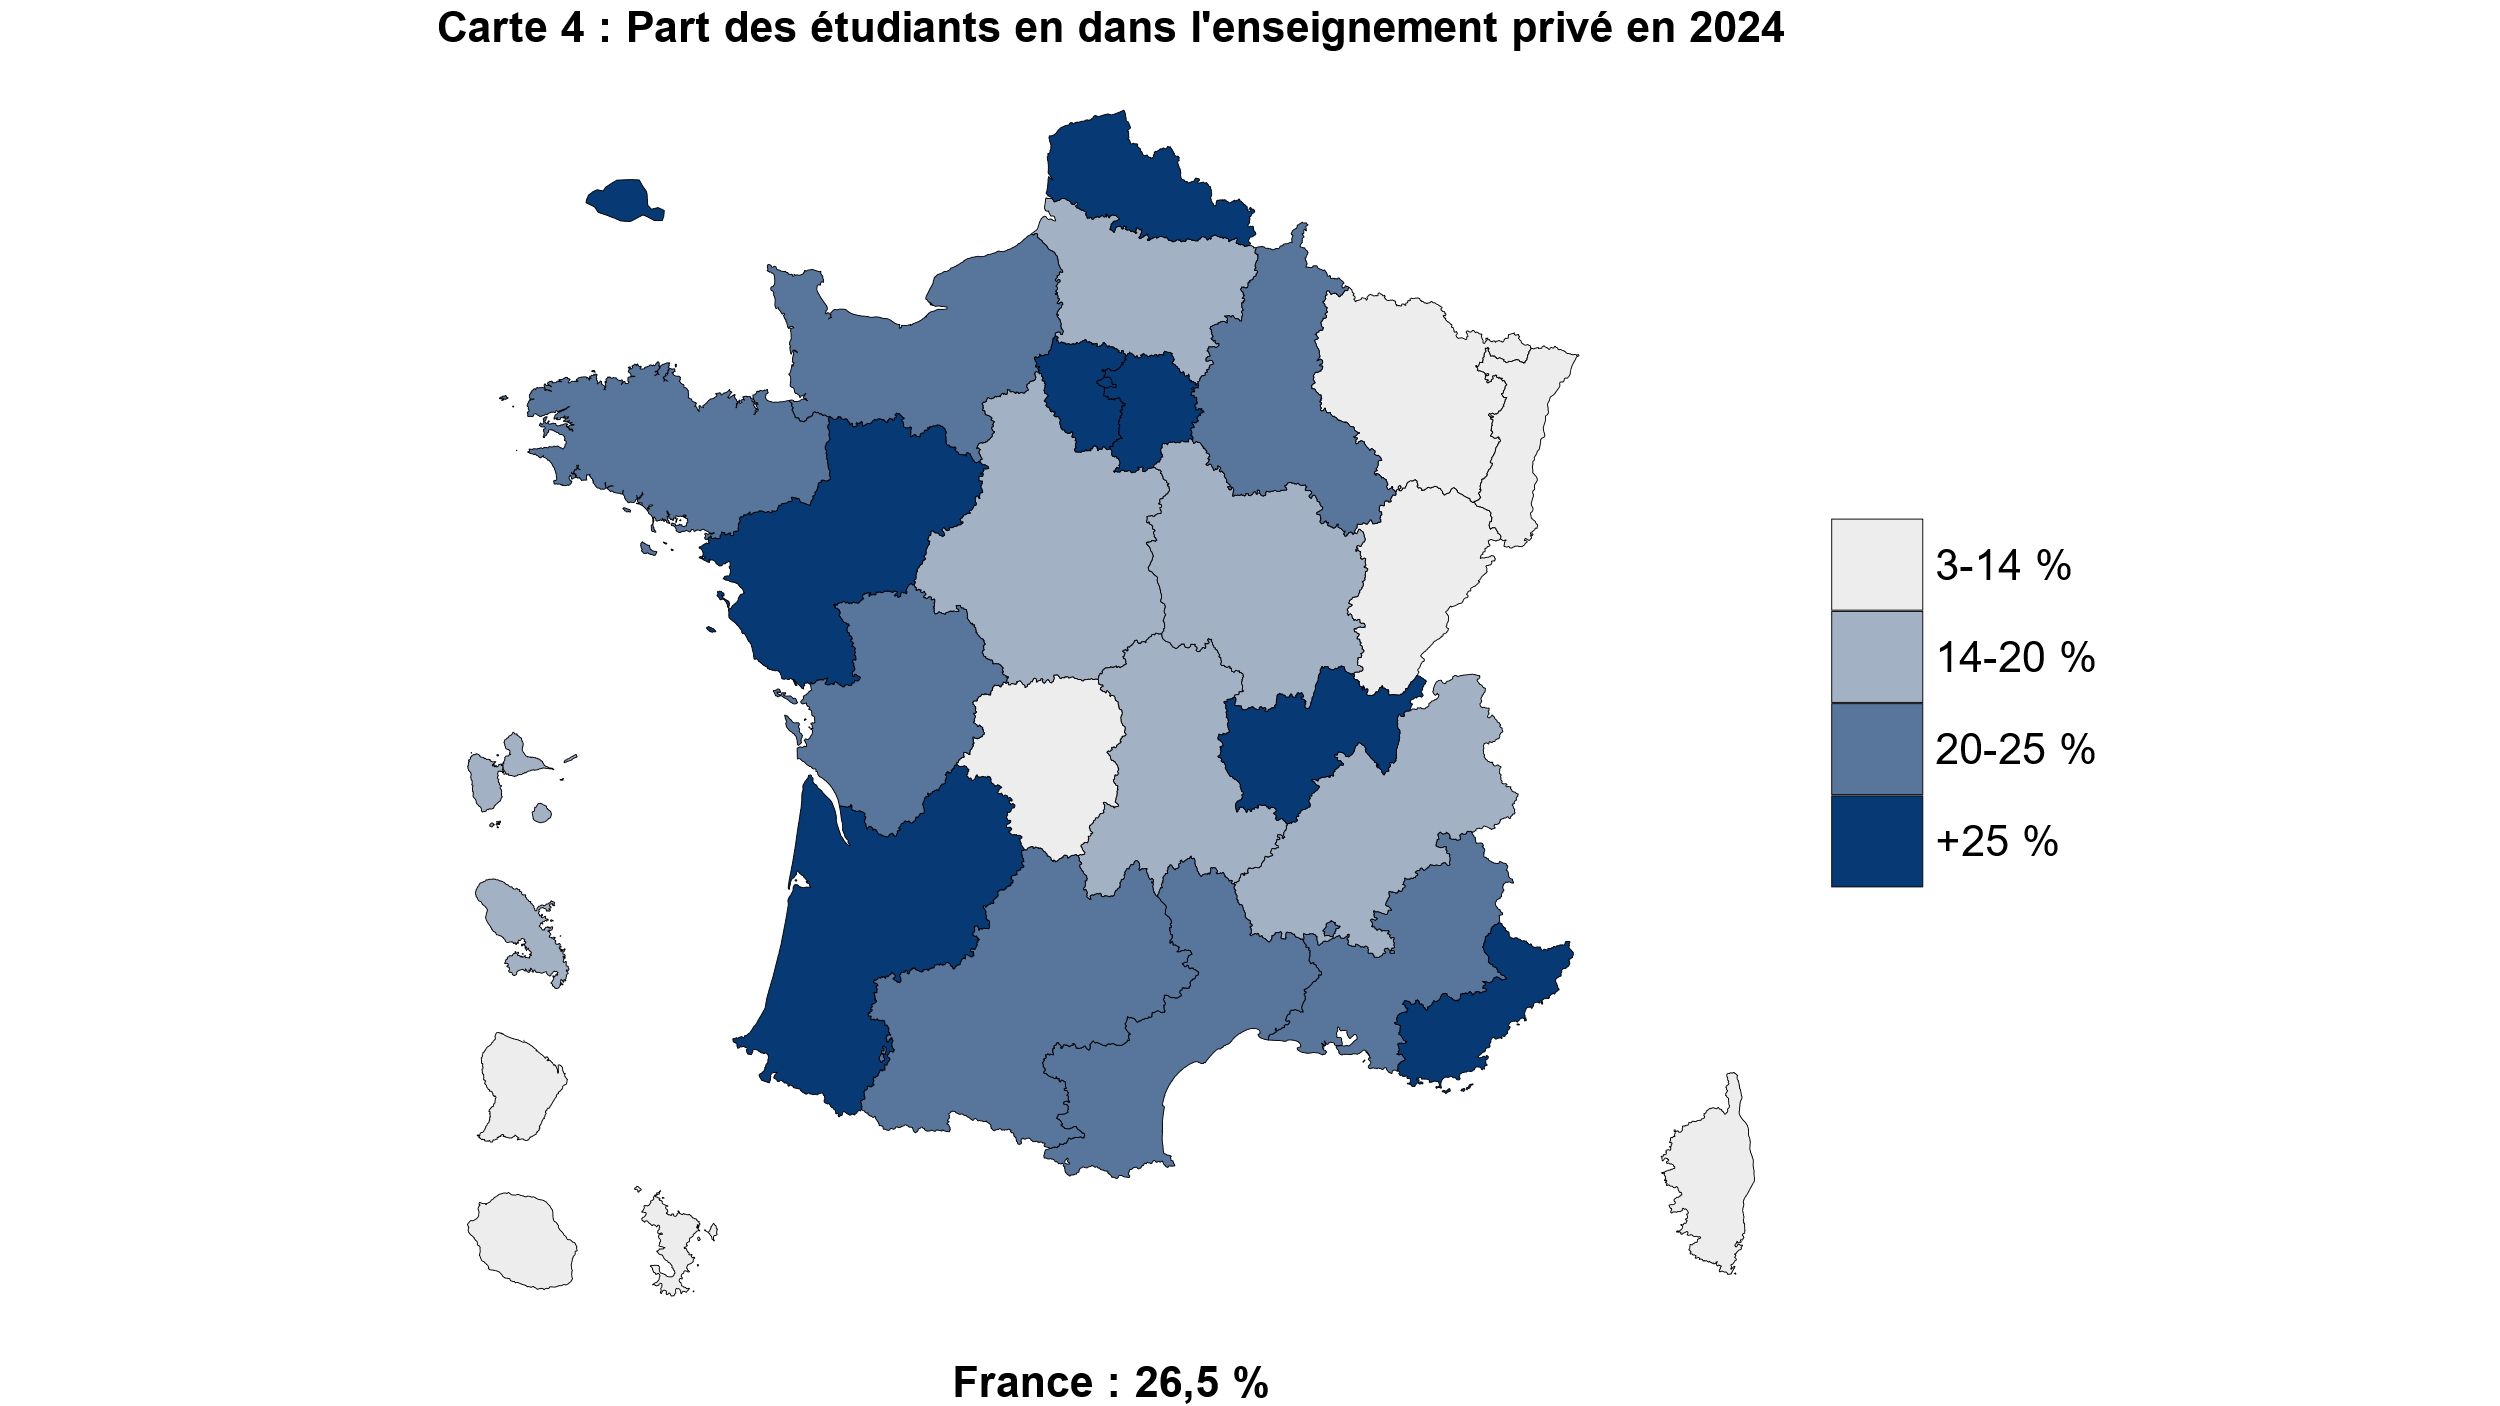 Carte 4 : Part des étudiants en dans l'enseignement privé en 2024
3-14 %
14-20 %
20-25 %
+25 %
France : 26,5 %